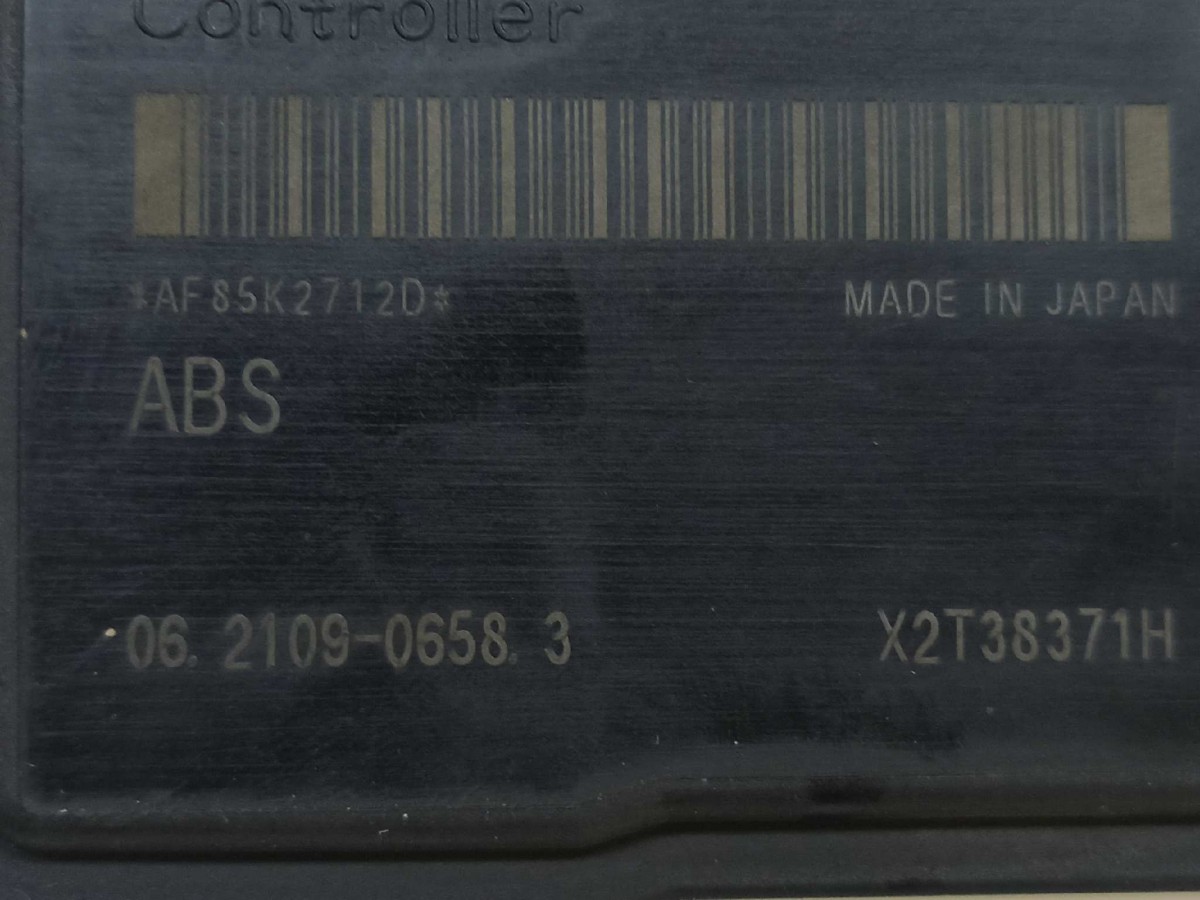 Controller
*AF85K2712D* MADE IN JAPAN
ABS
06.2109-0658.3 X2T38371H